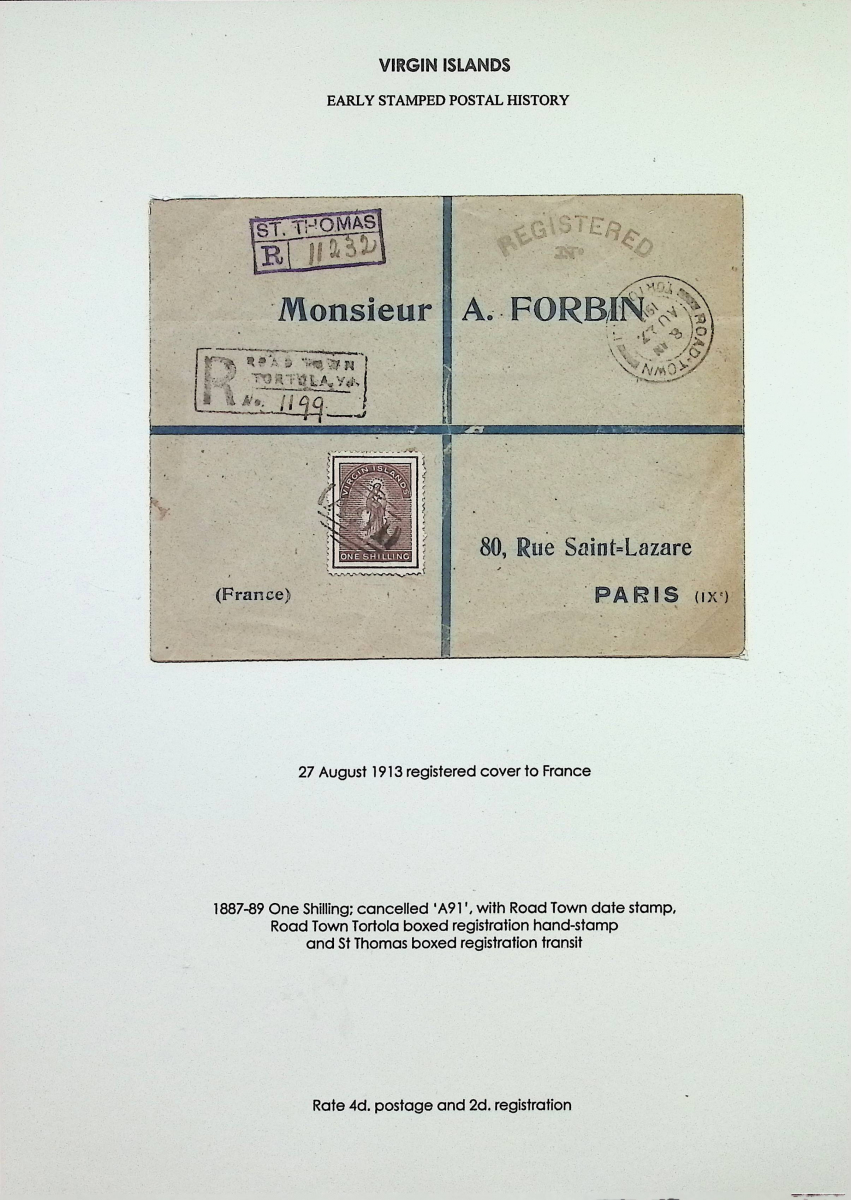 VIRGIN ISLANDS
EARLY STAMPED POSTAL HISTORY
ST. THOMAS
R 11232
REGISTERED
No
Monsieur A. FORBIN
ROAD-TOWN
AU 27
8 AM
R ROAD TOWN
TORTOLA, V.I.
No. 1199
VIRGIN ISLANDS
ONE SHILLING
80, Rue Saint=Lazare
(France)
PARIS (IXe)
27 August 1913 registered cover to France
1887-89 One Shilling; cancelled 'A91', with Road Town date stamp,
Road Town Tortola boxed registration hand-stamp
and St Thomas boxed registration transit
Rate 4d. postage and 2d. registration